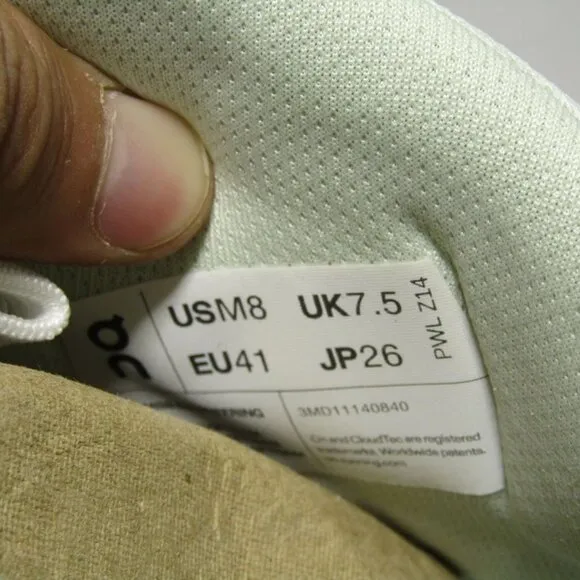 USM8 UK7.5
EU41 JP26
PWL Z14
3MD11140840
On and CloudTec are registered
trademarks. Worldwide patents.